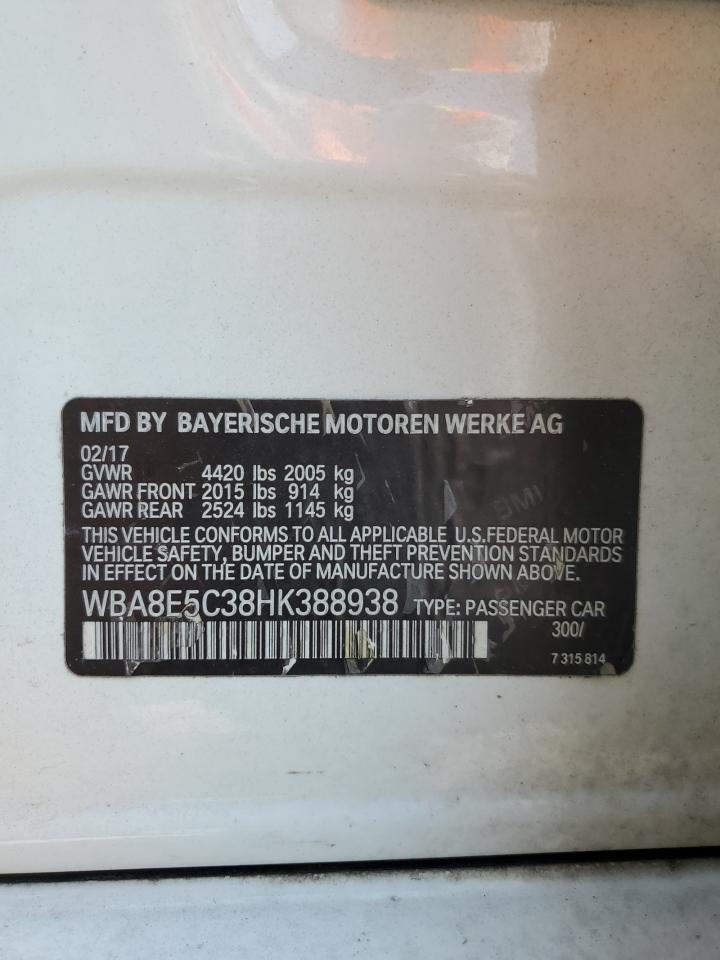 MFD BY BAYERISCHE MOTOREN WERKE AG
02/17
GVWR 4420 lbs 2005 kg
GAWR FRONT 2015 lbs 914 kg
GAWR REAR 2524 lbs 1145 kg
THIS VEHICLE CONFORMS TO ALL APPLICABLE U.S.FEDERAL MOTOR
VEHICLE SAFETY, BUMPER AND THEFT PREVENTION STANDARDS
IN EFFECT ON THE DATE OF MANUFACTURE SHOWN ABOVE.
WBA8E5C38HK388938 TYPE: PASSENGER CAR
300/
7 315 814